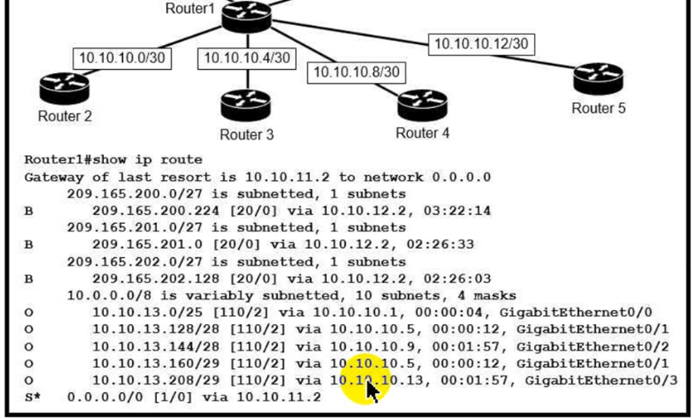 Router1
10.10.10.0/30
10.10.10.4/30
10.10.10.12/30
10.10.10.8/30
Router 2
Router 3
Router 4
Router 5
Router1#show ip route
Gateway of last resort is 10.10.11.2 to network 0.0.0.0
209.165.200.0/27 is subnetted, 1 subnets
B 209.165.200.224 [20/0] via 10.10.12.2, 03:22:14
209.165.201.0/27 is subnetted, 1 subnets
B 209.165.201.0 [20/0] via 10.10.12.2, 02:26:33
209.165.202.0/27 is subnetted, 1 subnets
B 209.165.202.128 [20/0] via 10.10.12.2, 02:26:03
10.0.0.0/8 is variably subnetted, 10 subnets, 4 masks
O 10.10.13.0/25 [110/2] via 10.10.10.1, 00:00:04, GigabitEthernet0/0
O 10.10.13.128/28 [110/2] via 10.10.10.5, 00:00:12, GigabitEthernet0/1
O 10.10.13.144/28 [110/2] via 10.10.10.9, 00:01:57, GigabitEthernet0/2
O 10.10.13.160/29 [110/2] via 10.10.10.5, 00:00:12, GigabitEthernet0/1
O 10.10.13.208/29 [110/2] via 10.10.10.13, 00:01:57, GigabitEthernet0/3
S* 0.0.0.0/0 [1/0] via 10.10.11.2